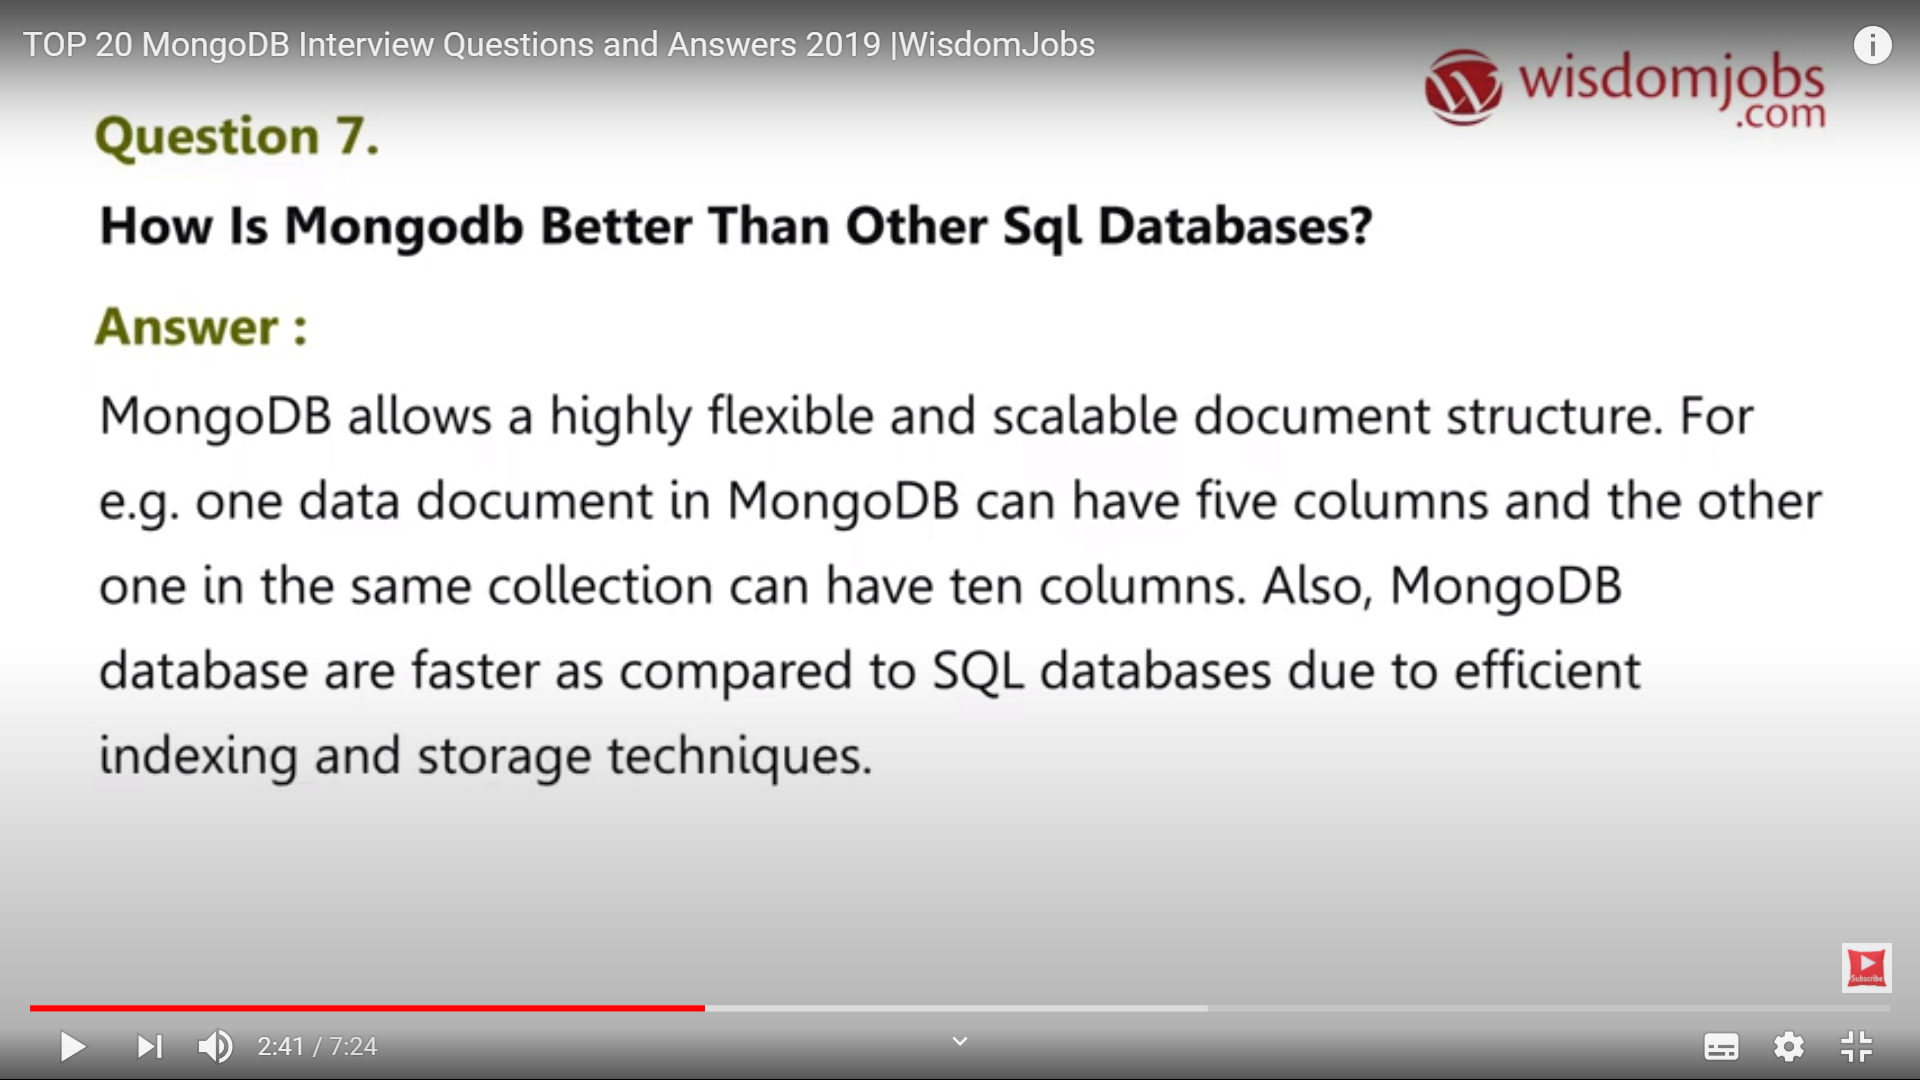 TOP 20 MongoDB Interview Questions and Answers 2019 |WisdomJobs
wisdomjobs
.com
Question 7.
How Is Mongodb Better Than Other Sql Databases?
Answer :
MongoDB allows a highly flexible and scalable document structure. For
e.g. one data document in MongoDB can have five columns and the other
one in the same collection can have ten columns. Also, MongoDB
database are faster as compared to SQL databases due to efficient
indexing and storage techniques.
Subscribe
2:41 / 7:24